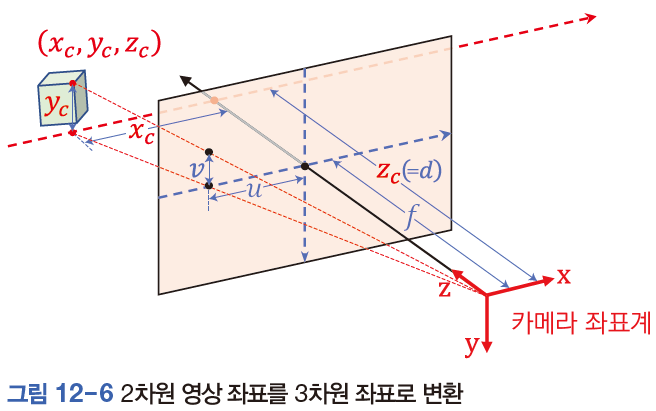 (x_c, y_c, z_c)
y_c
x_c
v
u
z_c(=d)
f
x
z
카메라 좌표계
y
그림 12-6 2차원 영상 좌표를 3차원 좌표로 변환